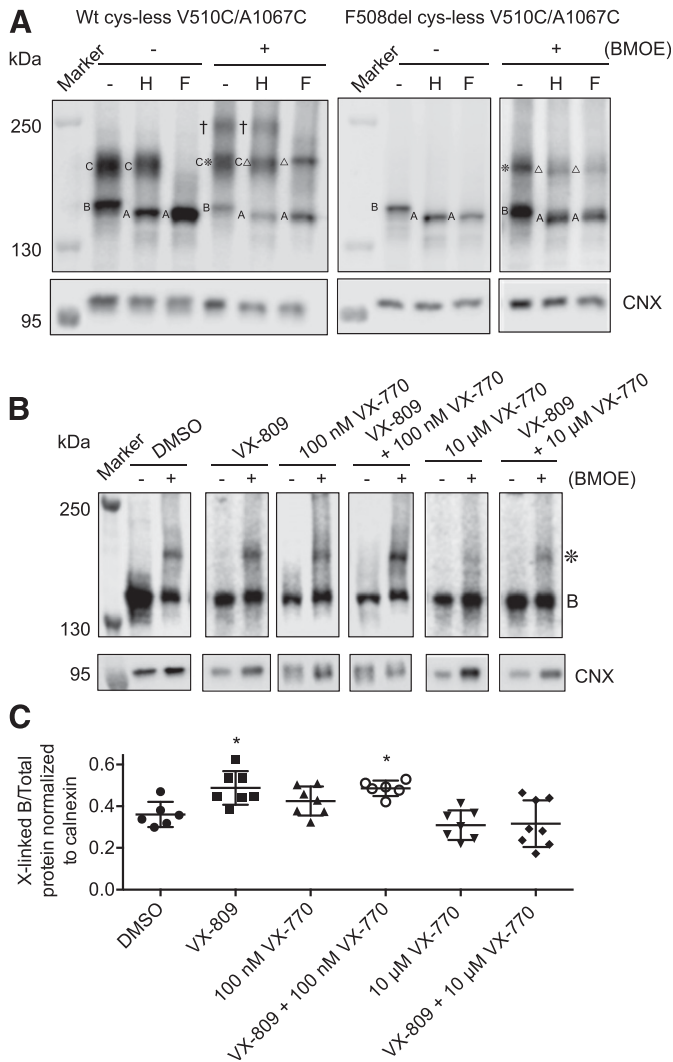 A
Wt cys-less V510C/A1067C
F508del cys-less V510C/A1067C
kDa
Marker
-
+
Marker
-
+
(BMOE)
- H F - H F
- H F - H F
250
130
95
† †
C C C* CΔ Δ
B A A B A A
B A A
* Δ Δ
B A A
CNX
B
kDa
Marker
DMSO
VX-809
100 nM VX-770
VX-809
+ 100 nM VX-770
10 µM VX-770
VX-809
+ 10 µM VX-770
- + - + - + - + - + - + (BMOE)
250
130
95
*
B
CNX
C
X-linked B/Total
protein normalized
to calnexin
0.6
0.4
0.2
0.0
*
*
DMSO
VX-809
100 nM VX-770
VX-809 + 100 nM VX-770
10 µM VX-770
VX-809 + 10 µM VX-770